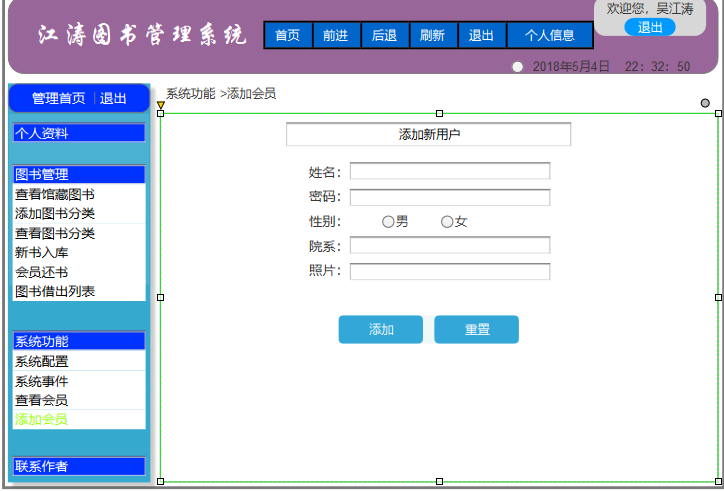 欢迎您，吴江涛
江涛图书管理系统
首页 前进 后退 刷新 退出 个人信息
退出
2018年5月4日 22：32：50
管理首页 | 退出
系统功能 >添加会员
个人资料
图书管理
查看馆藏图书
添加图书分类
查看图书分类
新书入库
会员还书
图书借出列表
系统功能
系统配置
系统事件
查看会员
添加会员
联系作者
添加新用户
姓名：
密码：
性别： 男 女
院系：
照片：
添加 重置